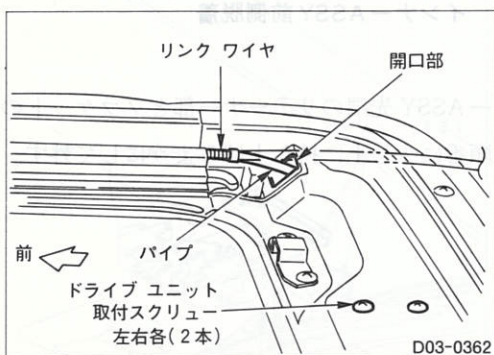 リンク ワイヤ
開口部
前
パイプ
ドライブ ユニット
取付スクリュー
左右各(2本)
D03-0362